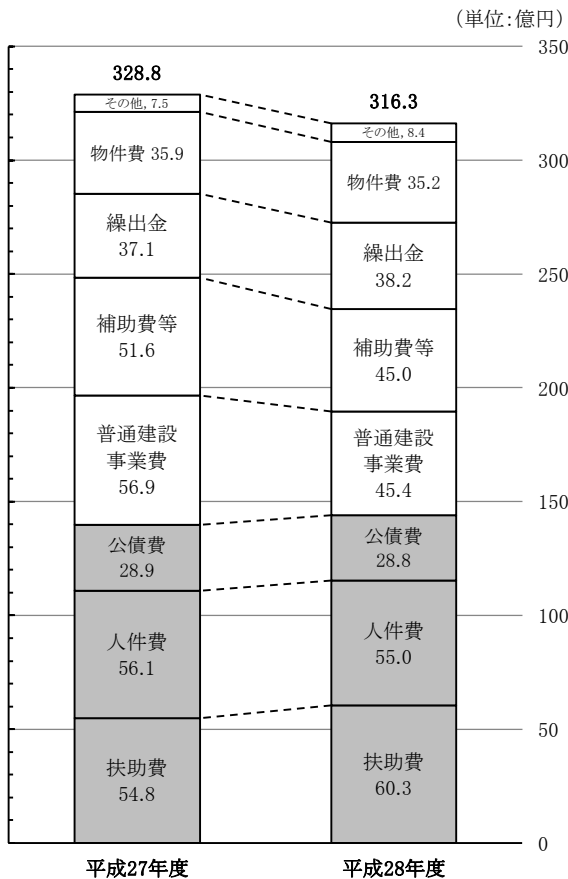 (単位:億円)
350
300
250
200
150
100
50
0
328.8
その他, 7.5
物件費 35.9
繰出金
37.1
補助費等
51.6
普通建設
事業費
56.9
公債費
28.9
人件費
56.1
扶助費
54.8
平成27年度
316.3
その他, 8.4
物件費 35.2
繰出金
38.2
補助費等
45.0
普通建設
事業費
45.4
公債費
28.8
人件費
55.0
扶助費
60.3
平成28年度